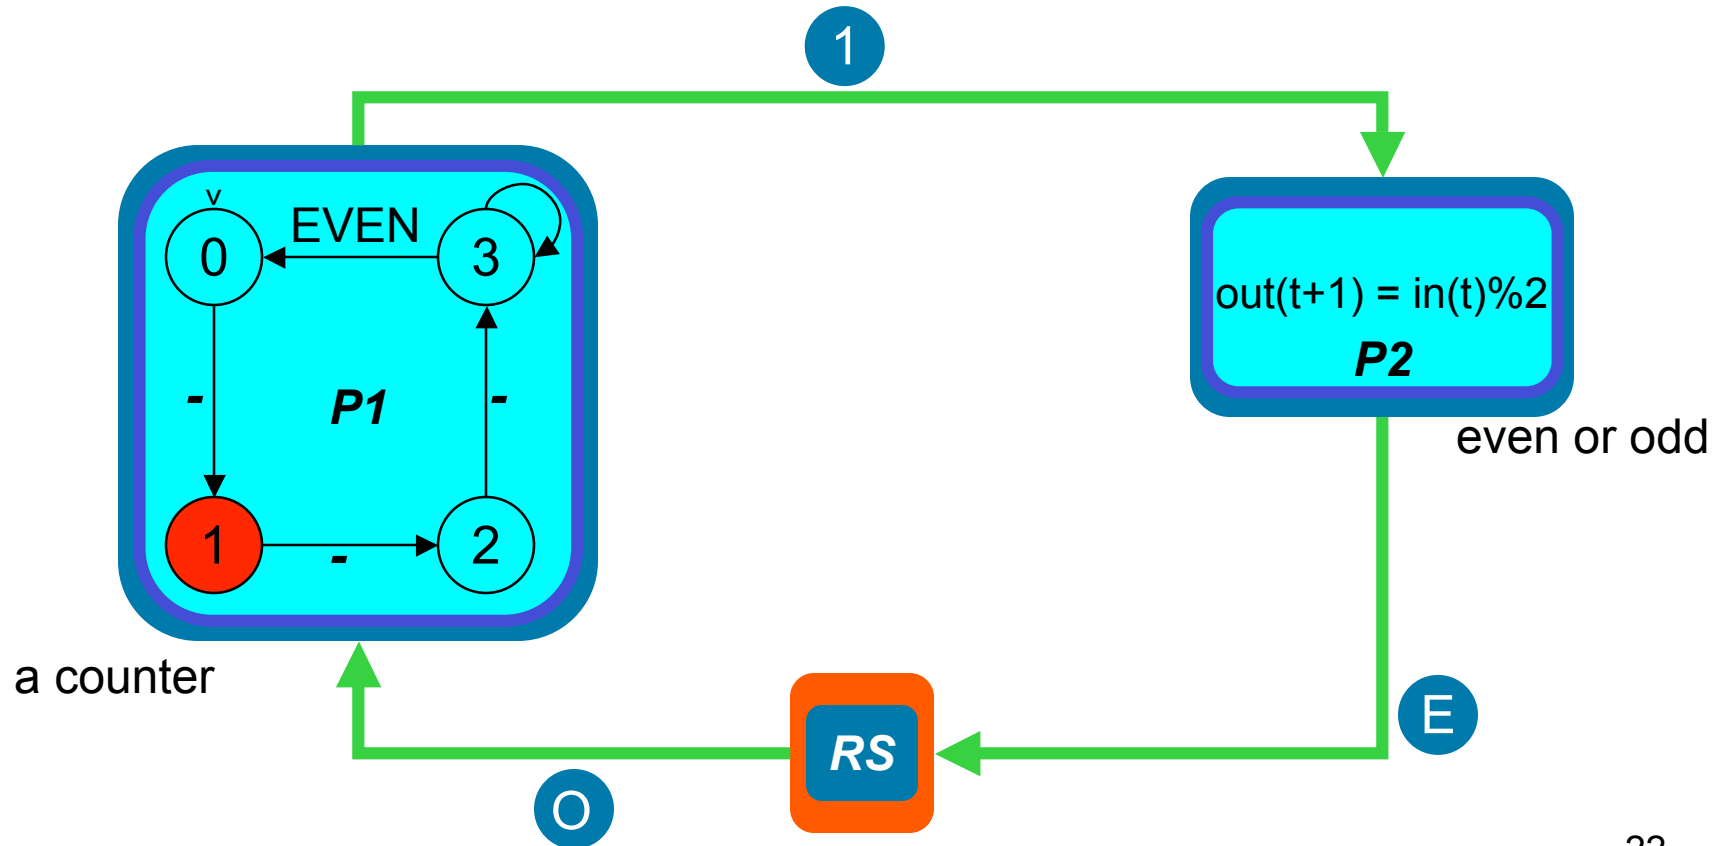 1
v
0
EVEN
3
-
P1
-
1
-
2
a counter
out(t+1) = in(t)%2
P2
even or odd
E
RS
O